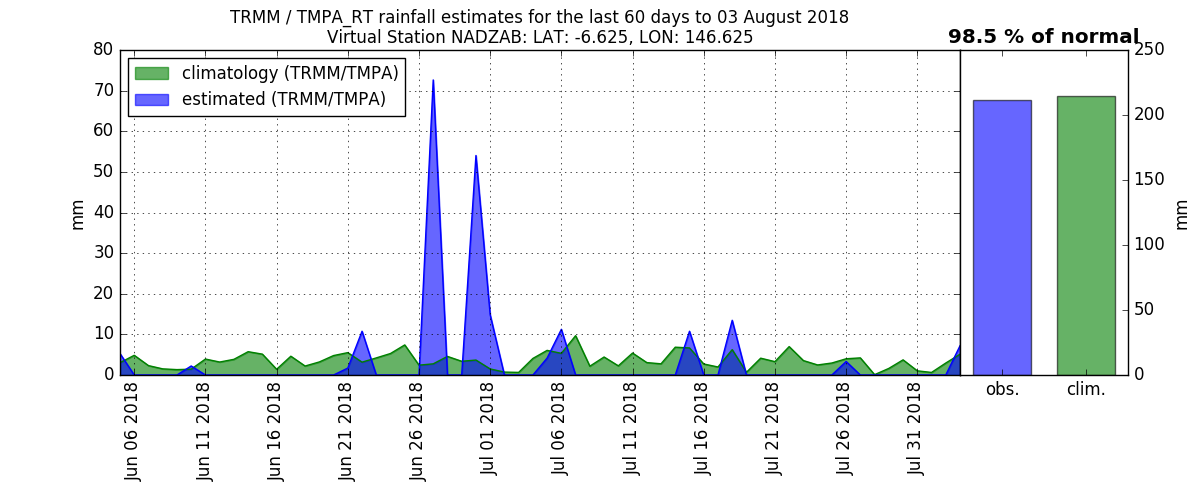 TRMM / TMPA_RT rainfall estimates for the last 60 days to 03 August 2018
Virtual Station NADZAB: LAT: -6.625, LON: 146.625
98.5 % of normal
climatology (TRMM/TMPA)
estimated (TRMM/TMPA)
80
70
60
50
40
30
20
10
0
mm
Jun 06 2018
Jun 11 2018
Jun 16 2018
Jun 21 2018
Jun 26 2018
Jul 01 2018
Jul 06 2018
Jul 11 2018
Jul 16 2018
Jul 21 2018
Jul 26 2018
Jul 31 2018
obs.
clim.
250
200
150
100
50
0
mm